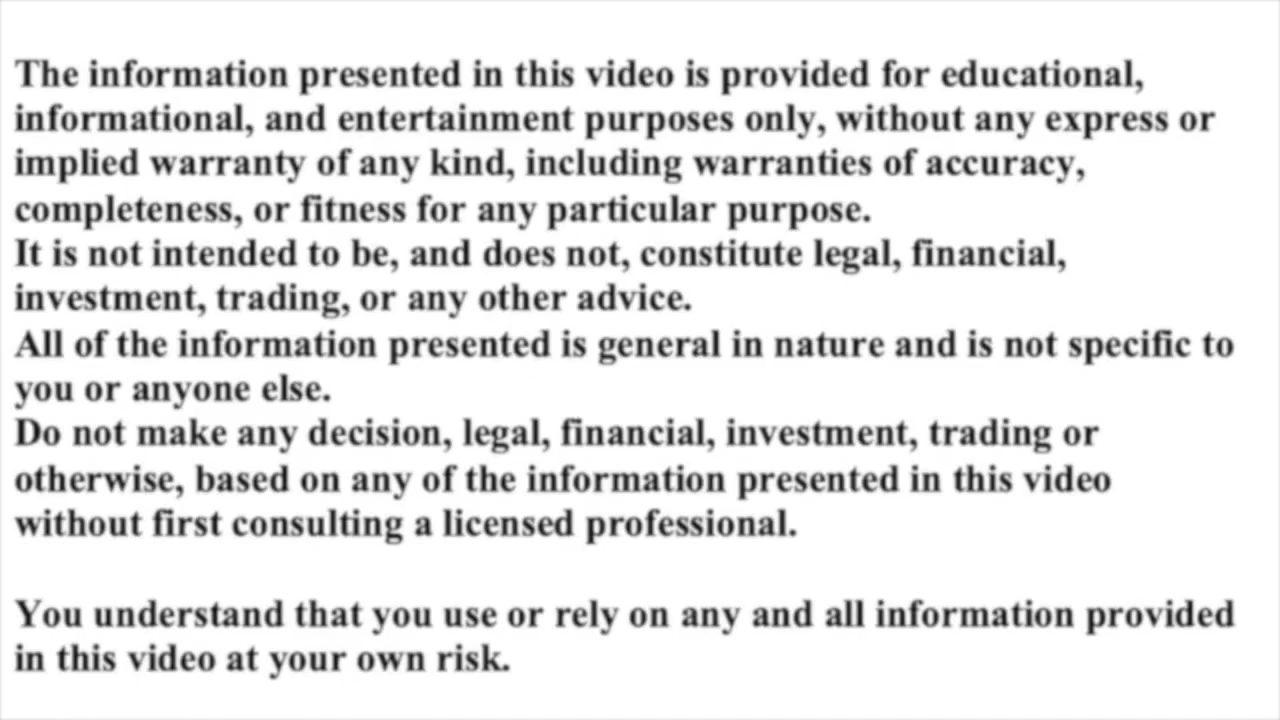 The information presented in this video is provided for educational,
informational, and entertainment purposes only, without any express or
implied warranty of any kind, including warranties of accuracy,
completeness, or fitness for any particular purpose.
It is not intended to be, and does not, constitute legal, financial,
investment, trading, or any other advice.
All of the information presented is general in nature and is not specific to
you or anyone else.
Do not make any decision, legal, financial, investment, trading or
otherwise, based on any of the information presented in this video
without first consulting a licensed professional.
You understand that you use or rely on any and all information provided
in this video at your own risk.